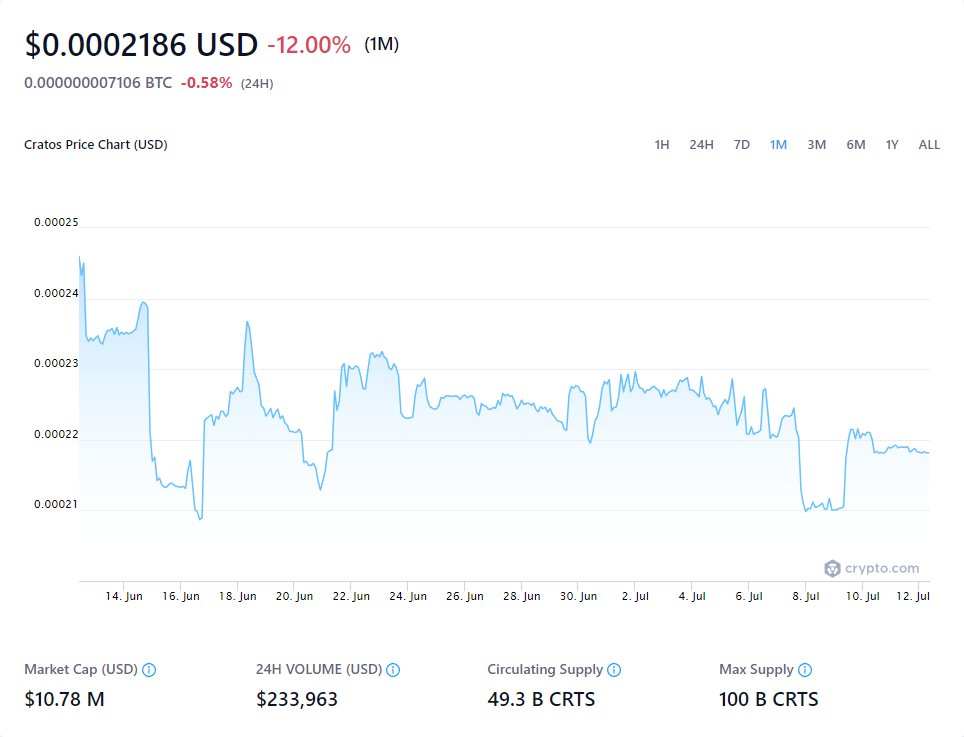 $0.0002186 USD -12.00% (1M)
0.000000007106 BTC -0.58% (24H)
Cratos Price Chart (USD) 1H 24H 7D 1M 3M 6M 1Y ALL
0.00025
0.00024
0.00023
0.00022
0.00021
crypto.com
14. Jun 16. Jun 18. Jun 20. Jun 22. Jun 24. Jun 26. Jun 28. Jun 30. Jun 2. Jul 4. Jul 6. Jul 8. Jul 10. Jul 12. Jul
Market Cap (USD) 24H VOLUME (USD) Circulating Supply Max Supply
$10.78 M $233,963 49.3 B CRTS 100 B CRTS